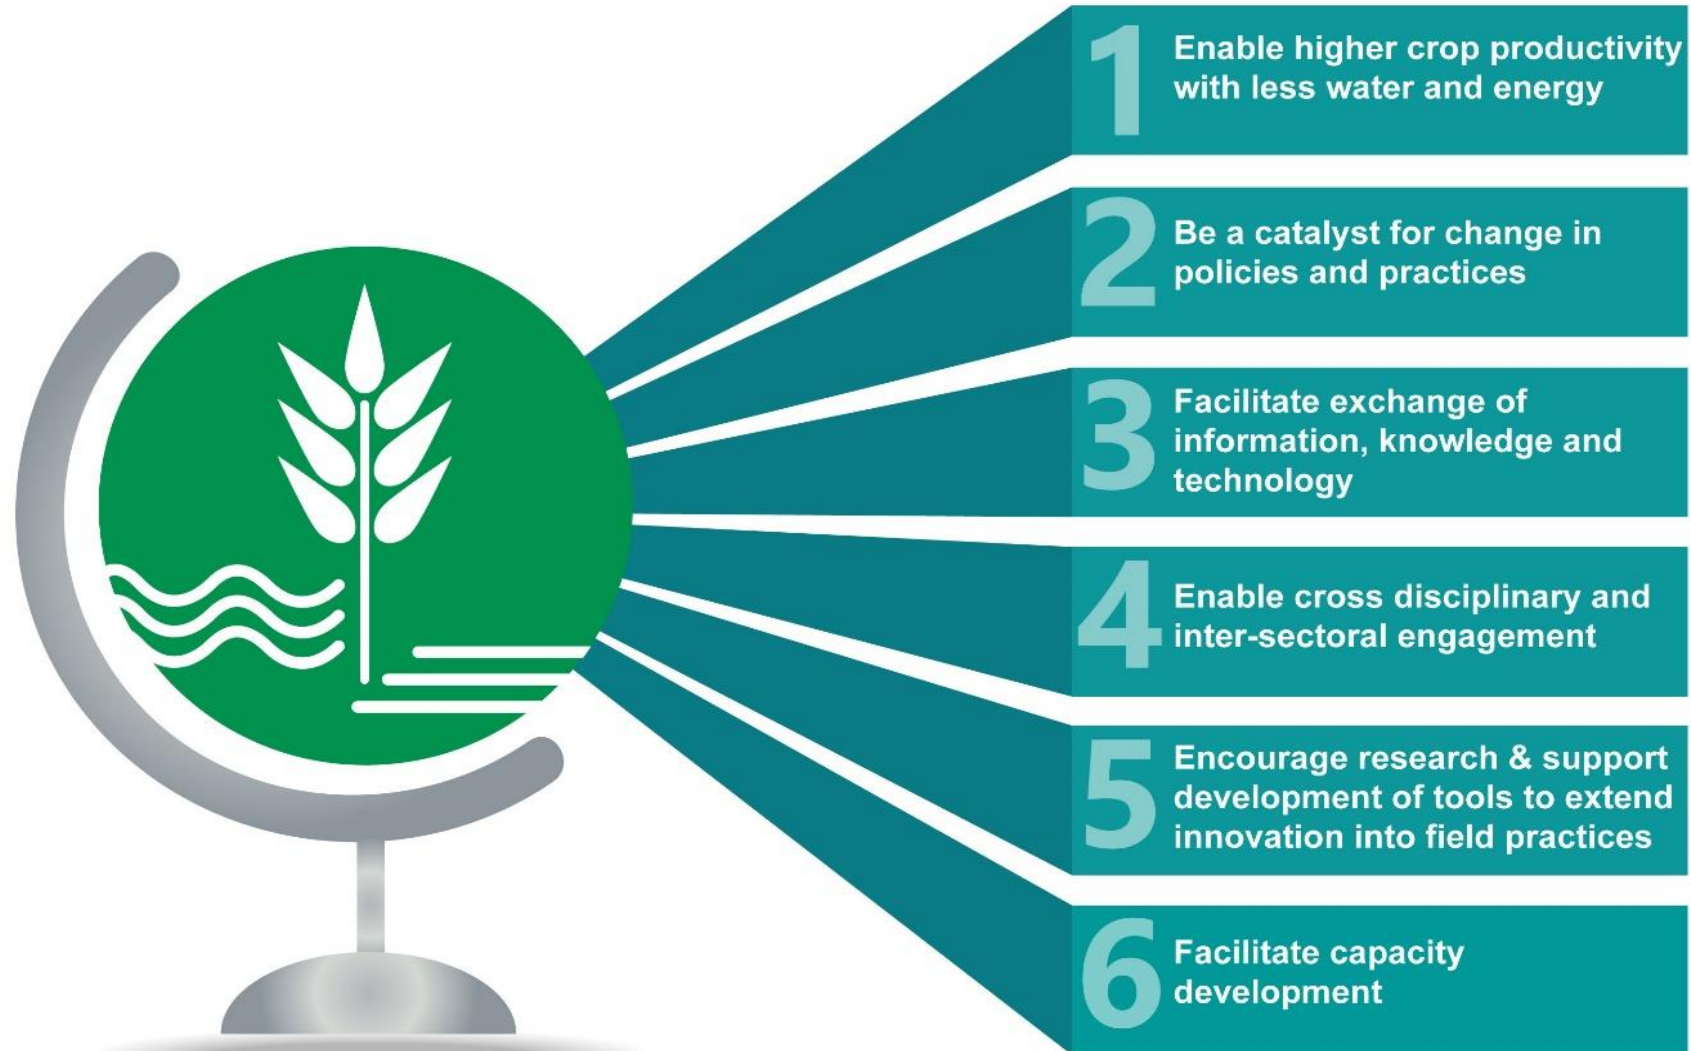 1
Enable higher crop productivity
with less water and energy
2
Be a catalyst for change in
policies and practices
3
Facilitate exchange of
information, knowledge and
technology
4
Enable cross disciplinary and
inter-sectoral engagement
5
Encourage research & support
development of tools to extend
innovation into field practices
6
Facilitate capacity
development